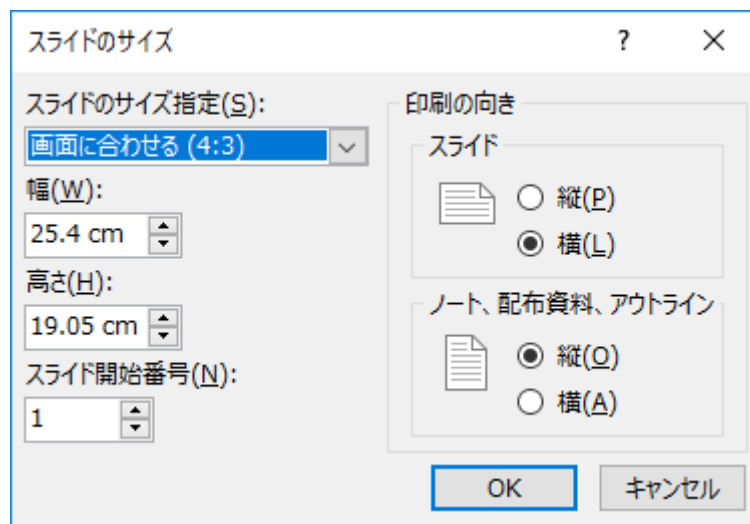 スライドのサイズ
?
スライドのサイズ指定(S):
画面に合わせる (4:3)
幅(W):
25.4 cm
高さ(H):
19.05 cm
スライド開始番号(N):
1
印刷の向き
スライド
縦(P)
横(L)
ノート、配布資料、アウトライン
縦(O)
横(A)
OK
キャンセル